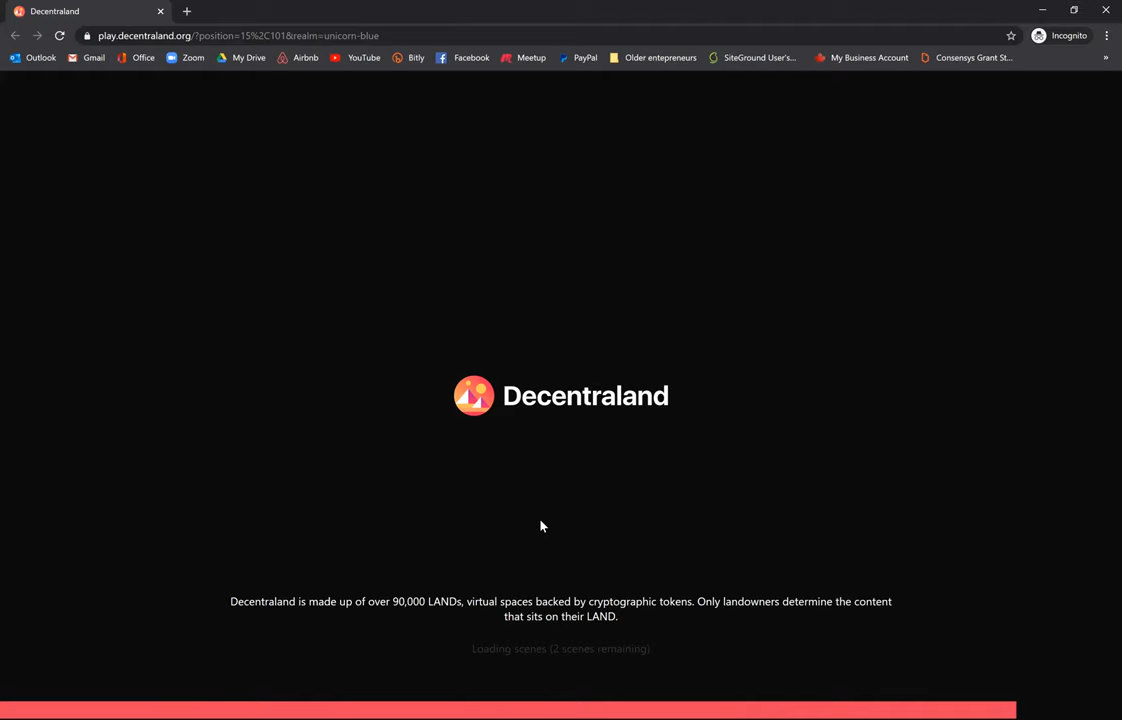 Decentraland
play.decentraland.org/?position=15%2C101&realm=unicorn-blue Incognito
Outlook Gmail Office Zoom My Drive Airbnb YouTube Bitly Facebook Meetup PayPal Older entepreneurs SiteGround User's... My Business Account Consensys Grant St... »
Decentraland
Decentraland is made up of over 90,000 LANDs, virtual spaces backed by cryptographic tokens. Only landowners determine the content
that sits on their LAND.
Loading scenes (2 scenes remaining)